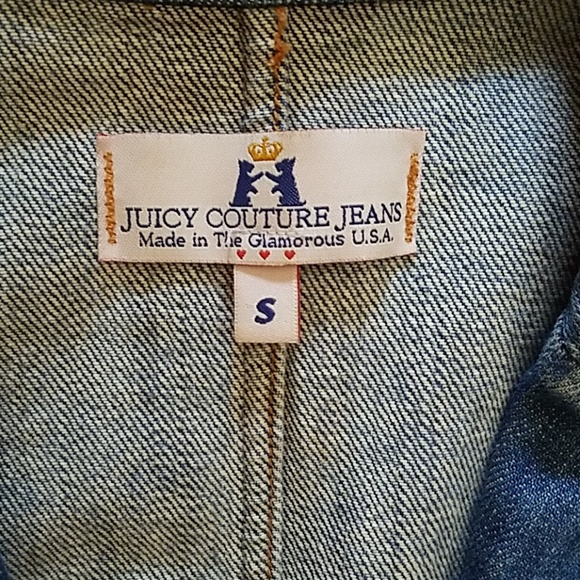 JUICY COUTURE JEANS
Made in The Glamorous U.S.A.
S